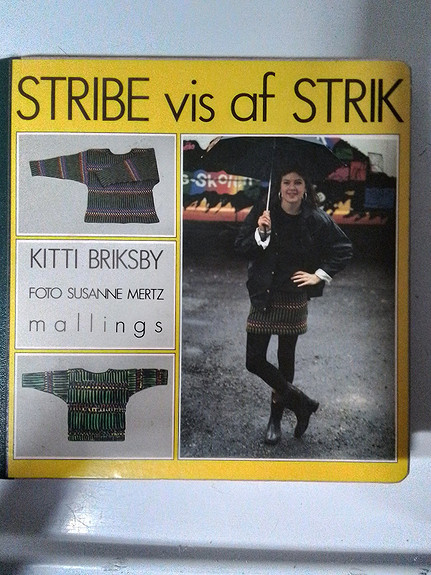 STRIBE vis af STRIK
KITTI BRIKSBY
FOTO SUSANNE MERTZ
mallings